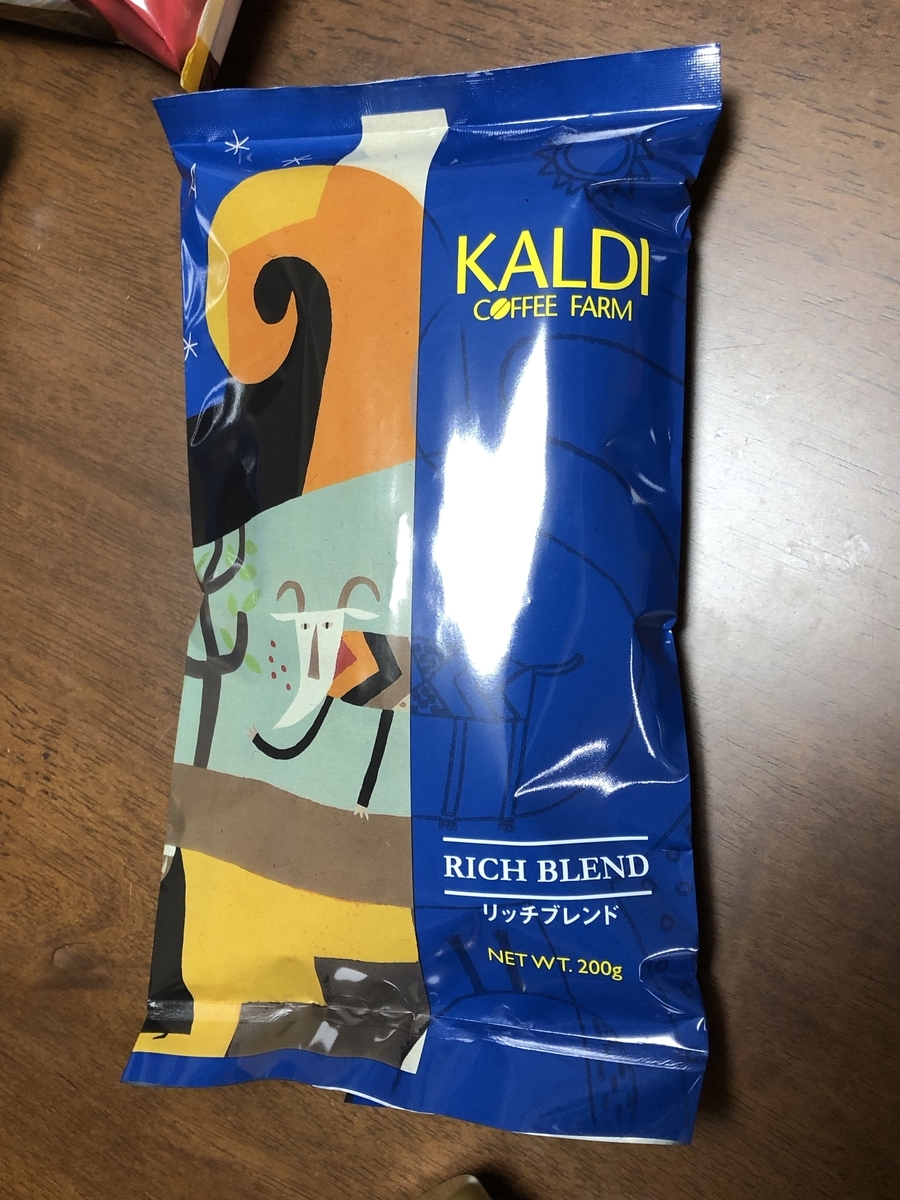 KALDI
COFFEE FARM
RICH BLEND
リッチブレンド
NET WT. 200g